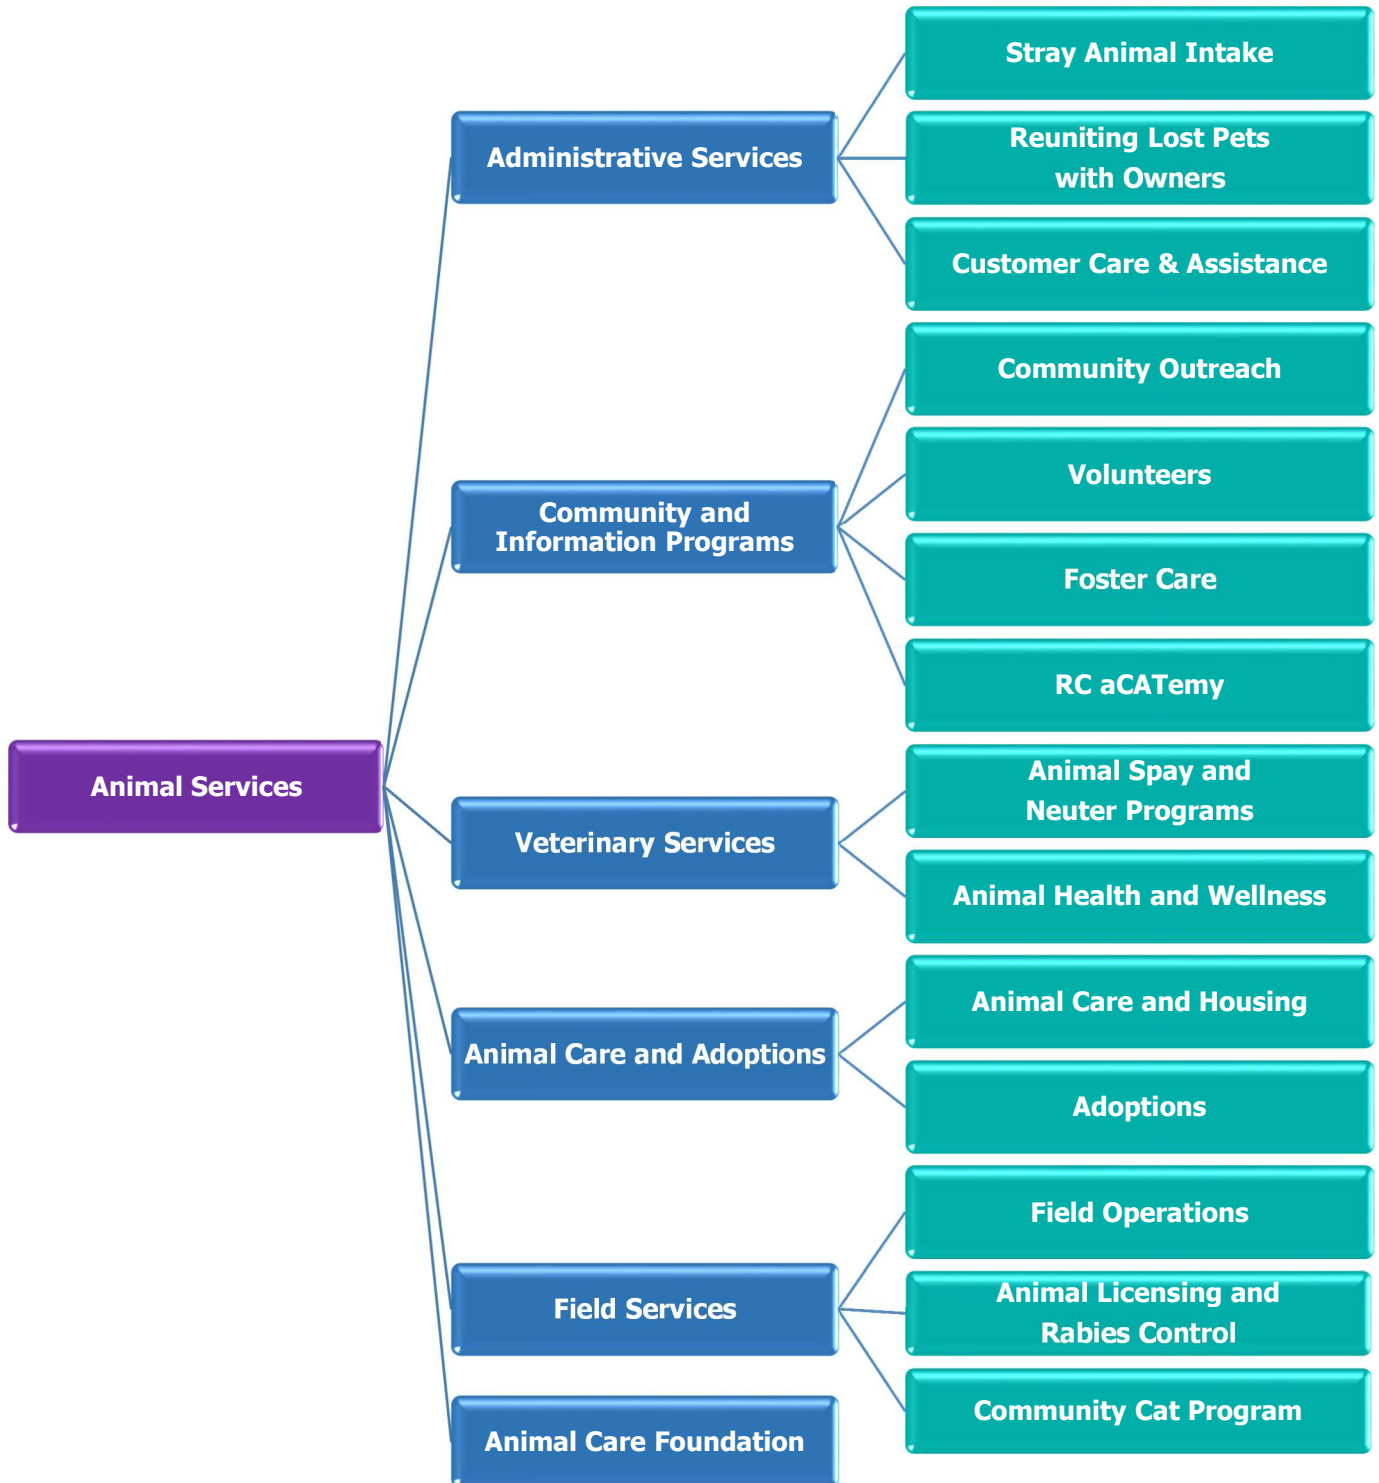 Animal Services
Administrative Services
Stray Animal Intake
Reuniting Lost Pets
with Owners
Customer Care & Assistance
Community and
Information Programs
Community Outreach
Volunteers
Foster Care
RC aCATemy
Veterinary Services
Animal Spay and
Neuter Programs
Animal Health and Wellness
Animal Care and Adoptions
Animal Care and Housing
Adoptions
Field Services
Field Operations
Animal Licensing and
Rabies Control
Community Cat Program
Animal Care Foundation